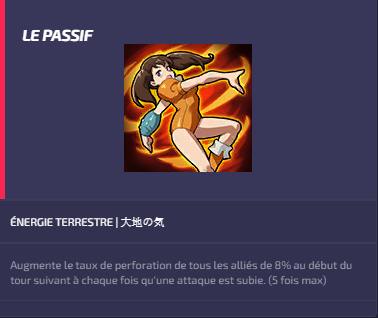 LE PASSIF
ÉNERGIE TERRESTRE | 大地の気
Augmente le taux de perforation de tous les alliés de 8% au début du
tour suivant à chaque fois qu'une attaque est subie. (5 fois max)